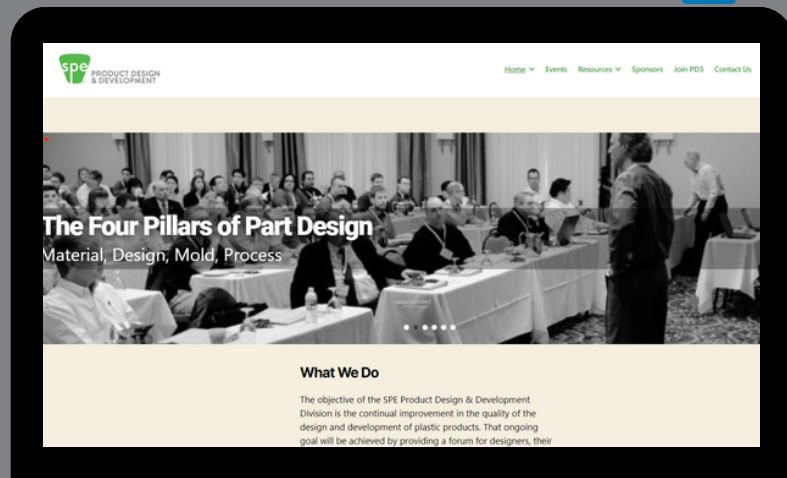 spe
PRODUCT DESIGN
& DEVELOPMENT
Home Events Resources Sponsors Join PD3 Contact Us
The Four Pillars of Part Design
Material, Design, Mold, Process
What We Do
The objective of the SPE Product Design & Development
Division is the continual improvement in the quality of the
design and development of plastic products. That ongoing
goal will be achieved by providing a forum for designers, their